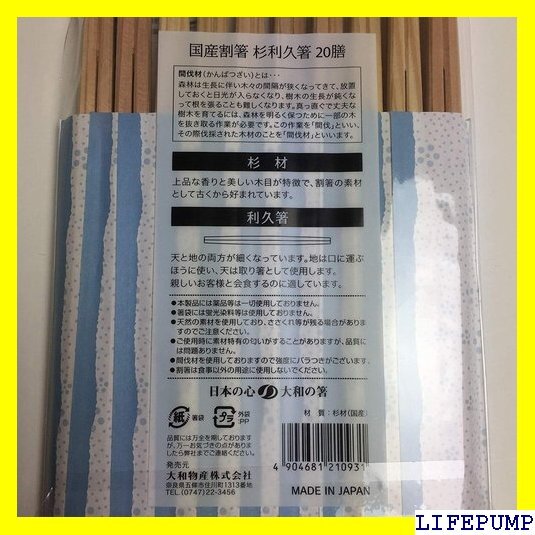 国産割箸 杉利久箸 20膳
間伐材(かんばつざい)とは…
森林は生長に伴い木々の間隔が狭くなってきて、放置
しておくと日光が入らなくなり、樹木の生長が鈍くな
って根を張ることも難しくなります。真っ直ぐで丈夫な
樹木を育てるには、森林を明るく保つために一部の木
を抜き取る作業が必要です。この作業を「間伐」といい、
その際伐採された木材のことを「間伐材」といいます。
杉 材
上品な香りと美しい木目が特徴で、割箸の素材
として古くから好まれています。
利久箸
天と地の両方が細くなっています。地は口に運ぶ
ほうに使い、天は取り箸として使用します。
親しいお客様と会食するのに適しています。
●本製品には薬品等は一切使用しておりません。
●箸袋には蛍光染料等は使用しておりません。
●天然の素材を使用しており、ささくれ等が残る場合があります
のでご注意ください。
●ご使用時に素材特有の匂いがすることがありますが、品質に
は問題ありません。
●間伐材を使用しておりますので強度にバラつきがございます。
●割箸は食事以外の用途に使用しないでください。
日本の心 大和の箸
紙 箸袋
プラ 外袋:PP
材 質：杉材(国産)
品質には万全を期しておりますが、
万一お気づきの点がありま
したら弊社までご連絡ください。
発売元
大和物産株式会社
奈良県五條市住川町1313番地
TEL(0747)22-3456
4 904681 210931
MADE IN JAPAN
LIFEPUMP